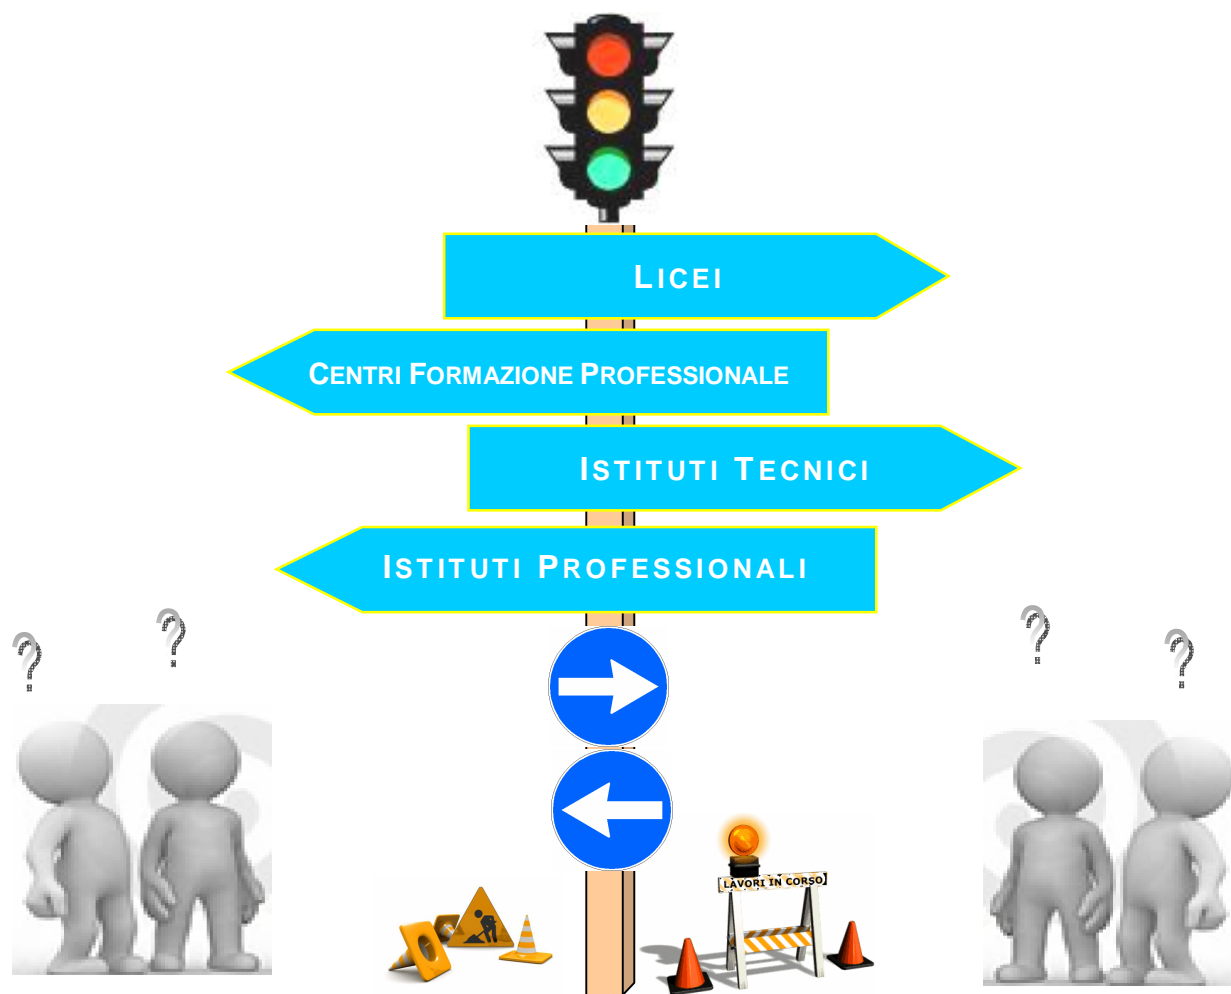 LICEI
CENTRI FORMAZIONE PROFESSIONALE
ISTITUTI TECNICI
ISTITUTI PROFESSIONALI
?
?
?
?
LAVORI IN CORSO